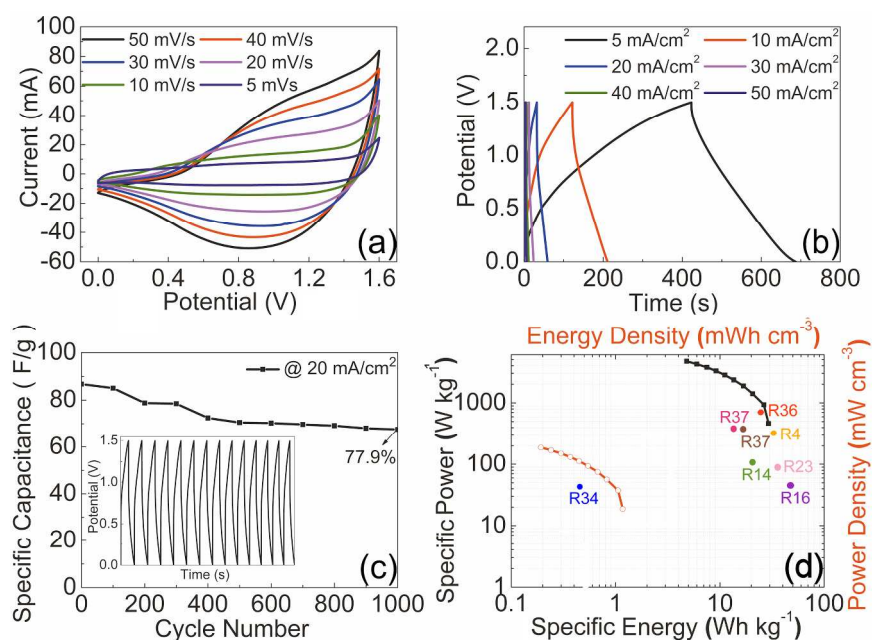 50 mV/s 40 mV/s
30 mV/s 20 mV/s
10 mV/s 5 mVs
100
80
60
40
20
0
-20
-40
-60
Current (mA)
0.0 0.4 0.8 1.2 1.6
Potential (V)
(a)
5 mA/cm² 10 mA/cm²
20 mA/cm² 30 mA/cm²
40 mA/cm² 50 mA/cm²
2.0
1.5
1.0
0.5
0.0
Potential (V)
0 200 400 600 800
Time (s)
(b)
@ 20 mA/cm²
100
80
60
40
20
0
Specific Capacitance ( F/g)
77.9%
1.5
1.0
0.5
0.0
Potential (V)
Time (s)
0 200 400 600 800 1000
Cycle Number
(c)
Energy Density (mWh cm⁻³)
1000
100
10
1
Specific Power (W kg⁻¹)
Power Density (mW cm⁻³)
R36
R37
R4
R37
R14
R23
R34
R16
0.1 1 10 100
Specific Energy (Wh kg⁻¹)
(d)